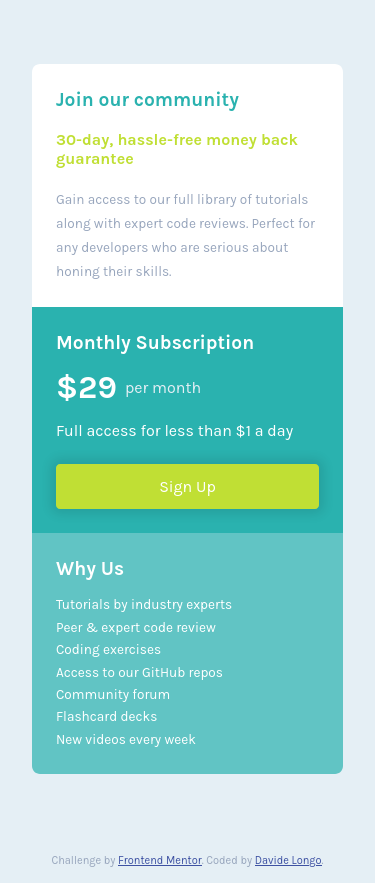 Join our community
30-day, hassle-free money back
guarantee
Gain access to our full library of tutorials
along with expert code reviews. Perfect for
any developers who are serious about
honing their skills.
Monthly Subscription
$29 per month
Full access for less than $1 a day
Sign Up
Why Us
Tutorials by industry experts
Peer & expert code review
Coding exercises
Access to our GitHub repos
Community forum
Flashcard decks
New videos every week
Challenge by Frontend Mentor. Coded by Davide Longo.